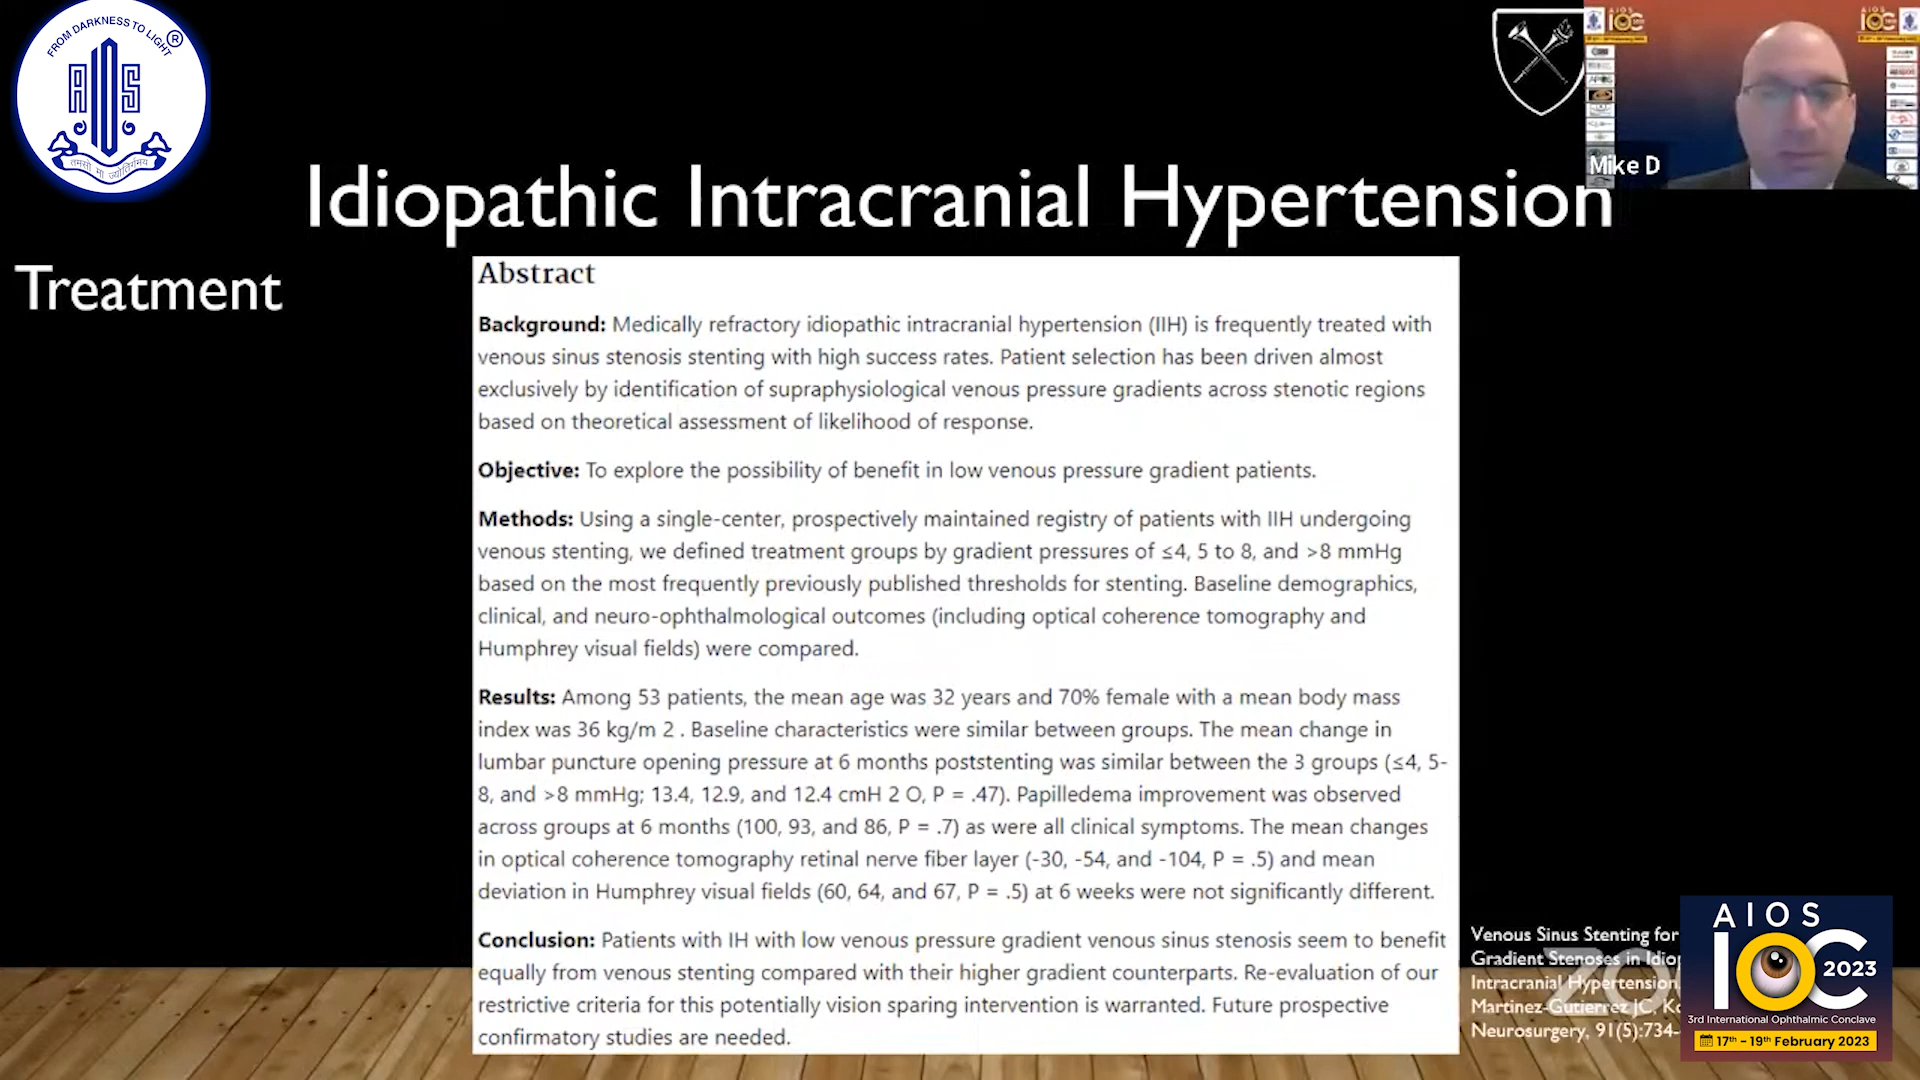 FROM DARKNESS TO LIGHT
®
AIOS
तमसो मा ज्योतिर्गमय
AIOS
IOC
Mike D
Idiopathic Intracranial Hypertension
Treatment
Abstract
Background: Medically refractory idiopathic intracranial hypertension (IIH) is frequently treated with
venous sinus stenosis stenting with high success rates. Patient selection has been driven almost
exclusively by identification of supraphysiological venous pressure gradients across stenotic regions
based on theoretical assessment of likelihood of response.
Objective: To explore the possibility of benefit in low venous pressure gradient patients.
Methods: Using a single-center, prospectively maintained registry of patients with IIH undergoing
venous stenting, we defined treatment groups by gradient pressures of ≤4, 5 to 8, and >8 mmHg
based on the most frequently previously published thresholds for stenting. Baseline demographics,
clinical, and neuro-ophthalmological outcomes (including optical coherence tomography and
Humphrey visual fields) were compared.
Results: Among 53 patients, the mean age was 32 years and 70% female with a mean body mass
index was 36 kg/m 2 . Baseline characteristics were similar between groups. The mean change in
lumbar puncture opening pressure at 6 months poststenting was similar between the 3 groups (≤4, 5-
8, and >8 mmHg; 13.4, 12.9, and 12.4 cmH 2 O, P = .47). Papilledema improvement was observed
across groups at 6 months (100, 93, and 86, P = .7) as were all clinical symptoms. The mean changes
in optical coherence tomography retinal nerve fiber layer (-30, -54, and -104, P = .5) and mean
deviation in Humphrey visual fields (60, 64, and 67, P = .5) at 6 weeks were not significantly different.
Conclusion: Patients with IH with low venous pressure gradient venous sinus stenosis seem to benefit
equally from venous stenting compared with their higher gradient counterparts. Re-evaluation of our
restrictive criteria for this potentially vision sparing intervention is warranted. Future prospective
confirmatory studies are needed.
Venous Sinus Stenting for
Gradient Stenoses in Idiop
Intracranial Hypertension.
Martinez-Gutierrez JC, Ko
Neurosurgery, 91(5):734-
AIOS
IOC 2023
3rd International Ophthalmic Conclave
17th - 19th February 2023